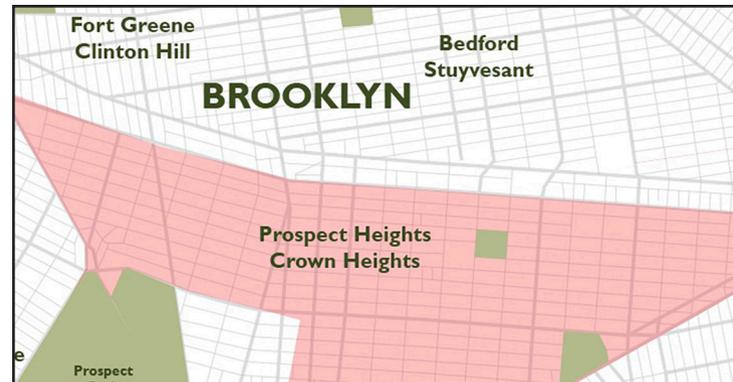 Fort Greene
Clinton Hill
Bedford
Stuyvesant
BROOKLYN
Prospect Heights
Crown Heights
e
Prospect